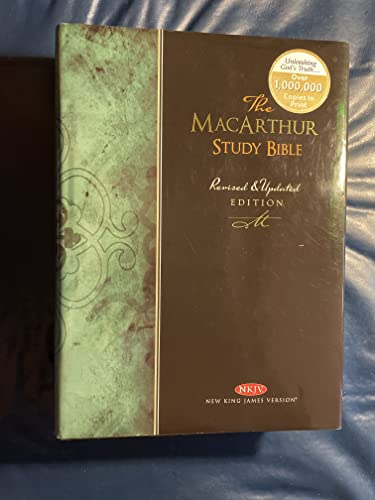 Unleashing
God's Truth...
Over
1,000,000
Copies In
Print
The
MACARTHUR
STUDY BIBLE
Revised & Updated
EDITION
M
NKJV
NEW KING JAMES VERSION®